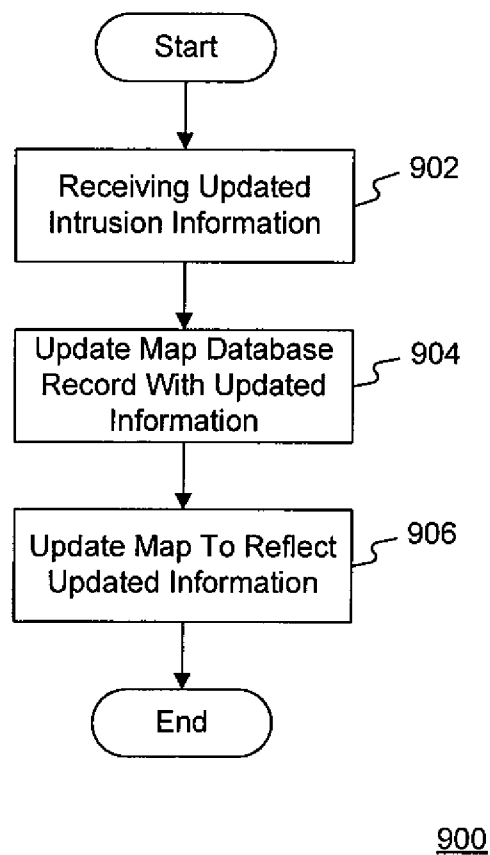 Start
Receiving Updated
Intrusion Information
902
Update Map Database
Record With Updated
Information
904
Update Map To Reflect
Updated Information
906
End
900